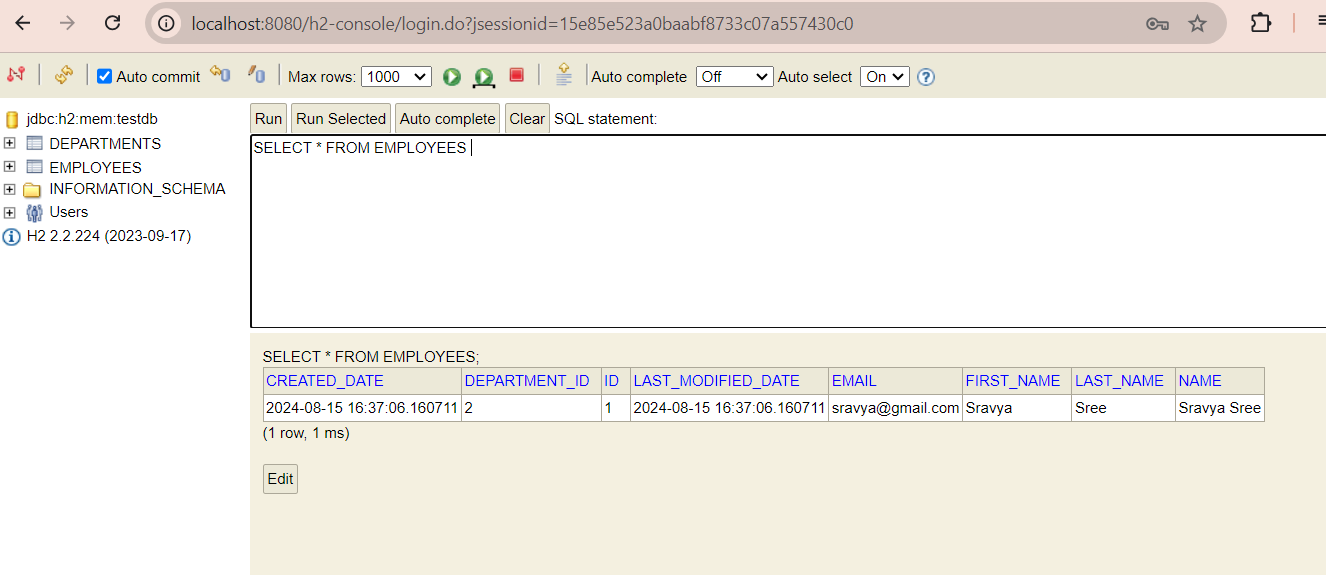 localhost:8080/h2-console/login.do?jsessionid=15e85e523a0baabf8733c07a557430c0
Auto commit Max rows: 1000 Auto complete Off Auto select On ?
jdbc:h2:mem:testdb
DEPARTMENTS
EMPLOYEES
INFORMATION_SCHEMA
Users
H2 2.2.224 (2023-09-17)
Run Run Selected Auto complete Clear SQL statement:
SELECT * FROM EMPLOYEES
SELECT * FROM EMPLOYEES;
CREATED_DATE DEPARTMENT_ID ID LAST_MODIFIED_DATE EMAIL FIRST_NAME LAST_NAME NAME
2024-08-15 16:37:06.160711 2 1 2024-08-15 16:37:06.160711 sravya@gmail.com Sravya Sree Sravya Sree
(1 row, 1 ms)
Edit